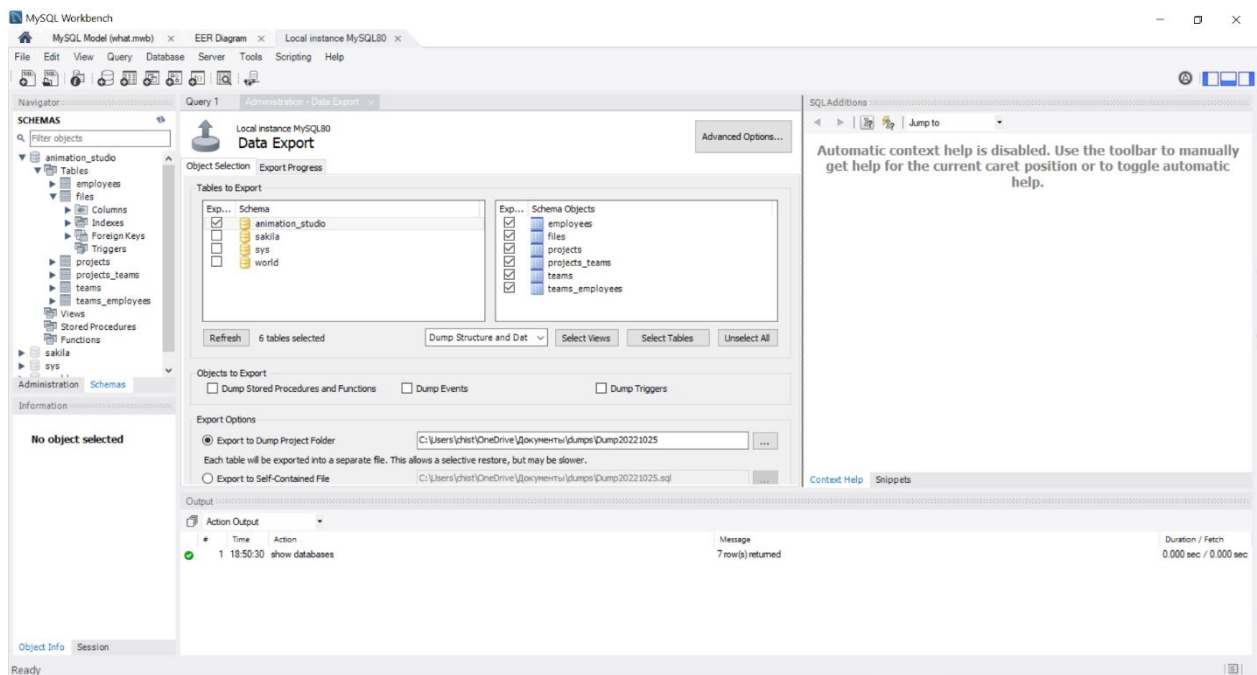 MySQL Workbench
MySQL Model (what.mwb) × EER Diagram × Local instance MySQL80 ×
File Edit View Query Database Server Tools Scripting Help
Navigator
SCHEMAS
Filter objects
animation_studio
Tables
employees
files
Columns
Indexes
Foreign Keys
Triggers
projects
projects_teams
teams
teams_employees
Views
Stored Procedures
Functions
sakila
sys
Administration Schemas
Information
No object selected
Object Info Session
Query 1 Administration - Data Export ×
Local instance MySQL80
Data Export
Advanced Options...
Object Selection Export Progress
Tables to Export
Exp... Schema
animation_studio
sakila
sys
world
Exp... Schema Objects
employees
files
projects
projects_teams
teams
teams_employees
Refresh 6 tables selected Dump Structure and Dat Select Views Select Tables Unselect All
Objects to Export
Dump Stored Procedures and Functions Dump Events Dump Triggers
Export Options
Export to Dump Project Folder C:\Users\chist\OneDrive\Документы\dumps\Dump20221025 ...
Each table will be exported into a separate file. This allows a selective restore, but may be slower.
Export to Self-Contained File C:\Users\chist\OneDrive\Документы\dumps\Dump20221025.sql ...
SQLAdditions
Jump to
Automatic context help is disabled. Use the toolbar to manually
get help for the current caret position or to toggle automatic
help.
Context Help Snippets
Output
Action Output
# Time Action Message Duration / Fetch
1 18:50:30 show databases 7 row(s) returned 0.000 sec / 0.000 sec
Ready